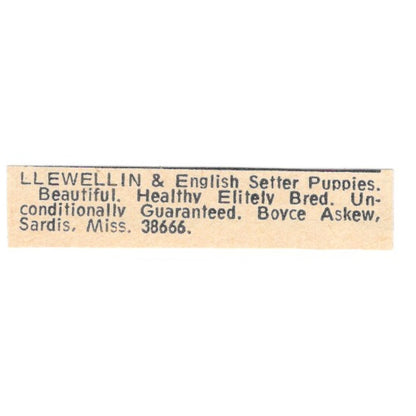 LLEWELLIN & English Setter Puppies.
Beautiful. Healthy Elitely Bred. Un-
conditionally Guaranteed. Boyce Askew,
Sardis, Miss. 38666.